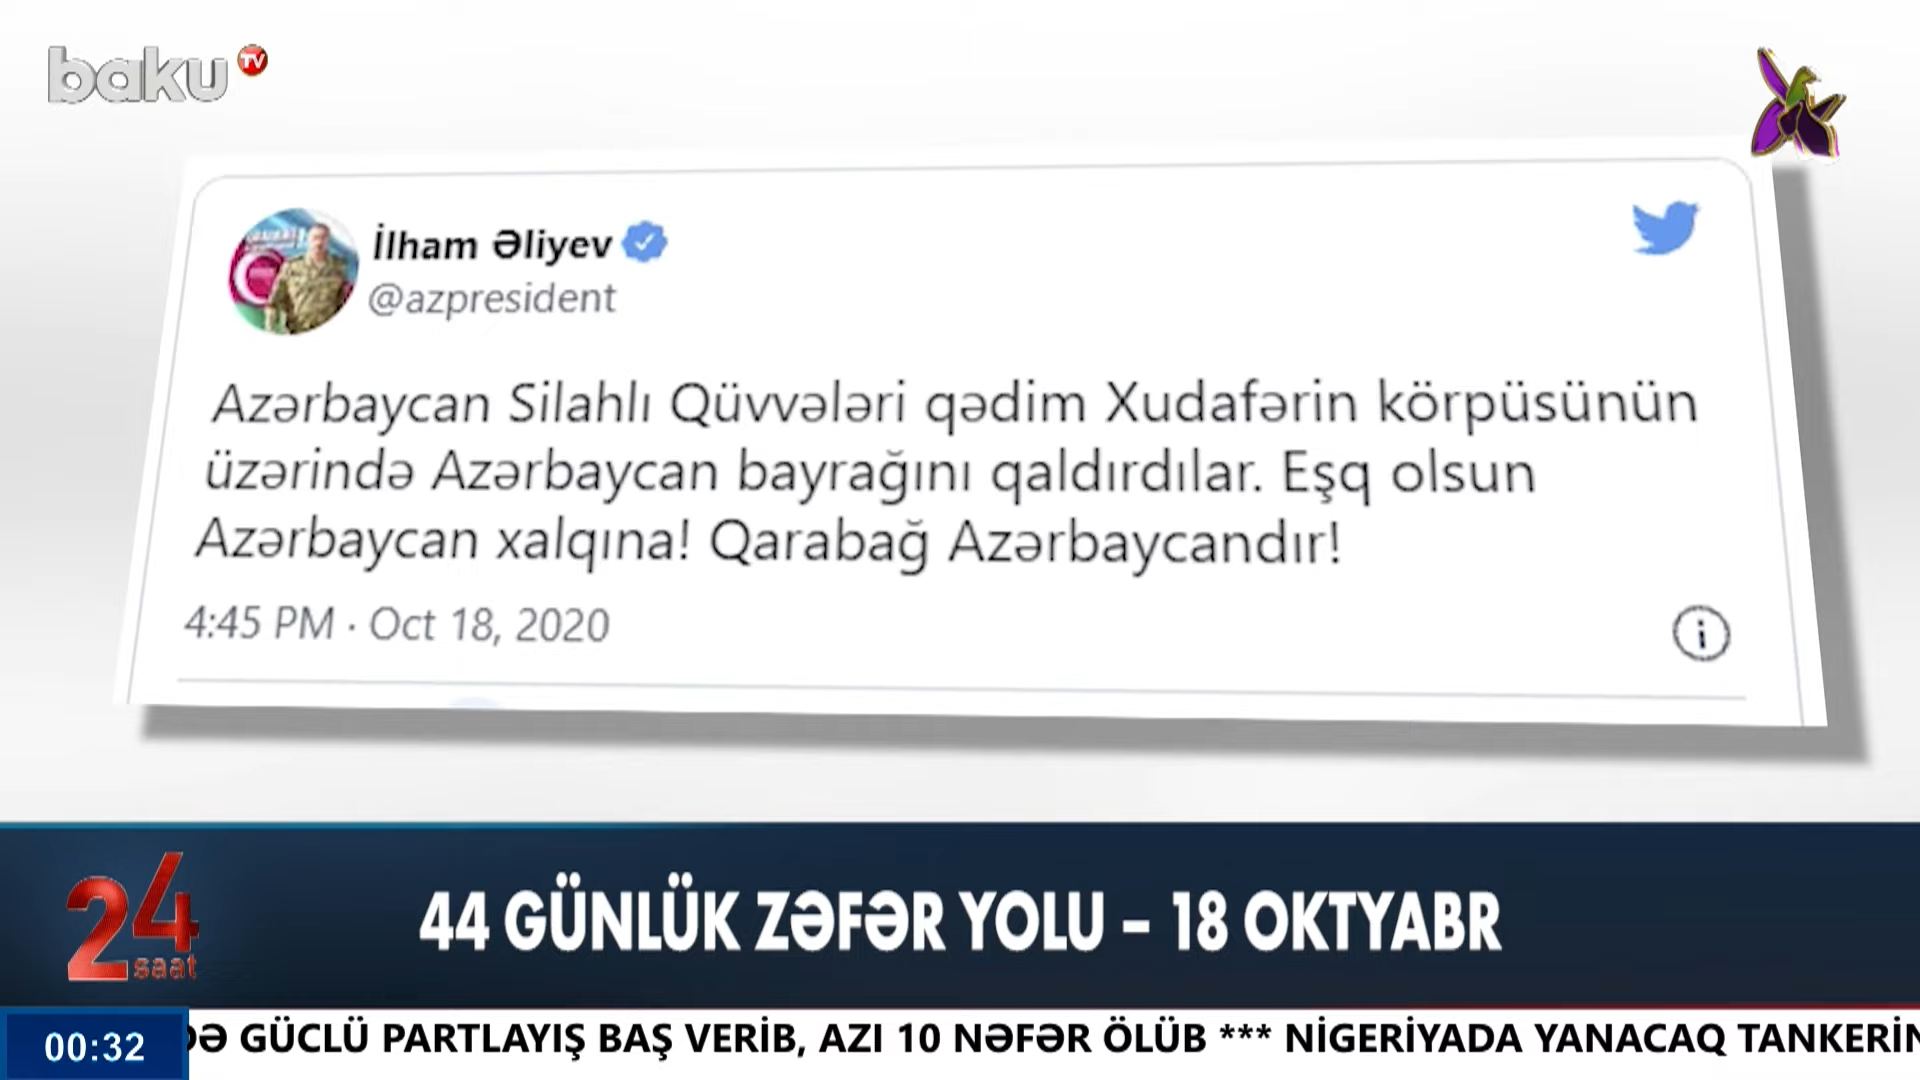 baku TV
İlham Əliyev
@azpresident
Azərbaycan Silahlı Qüvvələri qədim Xudafərin körpüsünün
üzərində Azərbaycan bayrağını qaldırdılar. Eşq olsun
Azərbaycan xalqına! Qarabağ Azərbaycandır!
4:45 PM · Oct 18, 2020
24 saat
44 GÜNLÜK ZƏFƏR YOLU – 18 OKTYABR
00:32
GÜCLÜ PARTLAYIŞ BAŞ VERİB, AZI 10 NƏFƏR ÖLÜB *** NİGERİYADA YANACAQ TANKERİN